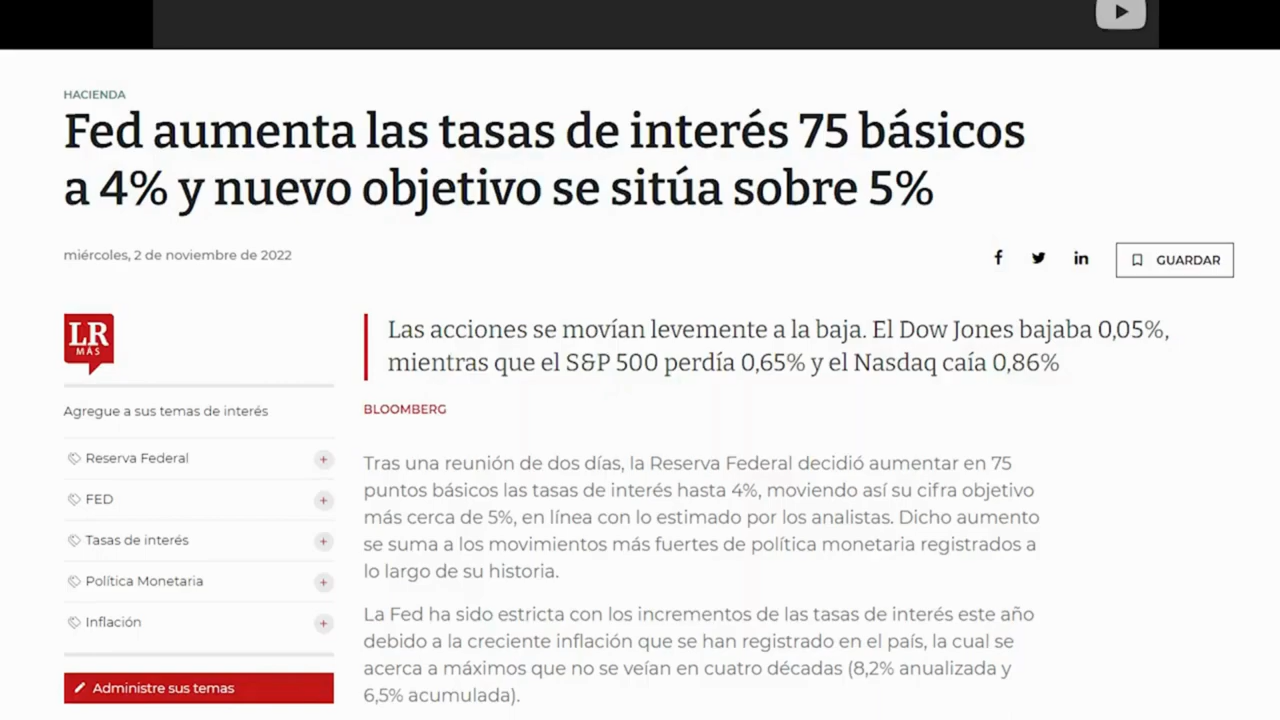 HACIENDA
Fed aumenta las tasas de interés 75 básicos
a 4% y nuevo objetivo se sitúa sobre 5%
miércoles, 2 de noviembre de 2022
GUARDAR
LR
MÁS
Agregue a sus temas de interés
Reserva Federal
FED
Tasas de interés
Política Monetaria
Inflación
Administre sus temas
Las acciones se movían levemente a la baja. El Dow Jones bajaba 0,05%,
mientras que el S&P 500 perdía 0,65% y el Nasdaq caía 0,86%
BLOOMBERG
Tras una reunión de dos días, la Reserva Federal decidió aumentar en 75
puntos básicos las tasas de interés hasta 4%, moviendo así su cifra objetivo
más cerca de 5%, en línea con lo estimado por los analistas. Dicho aumento
se suma a los movimientos más fuertes de política monetaria registrados a
lo largo de su historia.
La Fed ha sido estricta con los incrementos de las tasas de interés este año
debido a la creciente inflación que se han registrado en el país, la cual se
acerca a máximos que no se veían en cuatro décadas (8,2% anualizada y
6,5% acumulada).